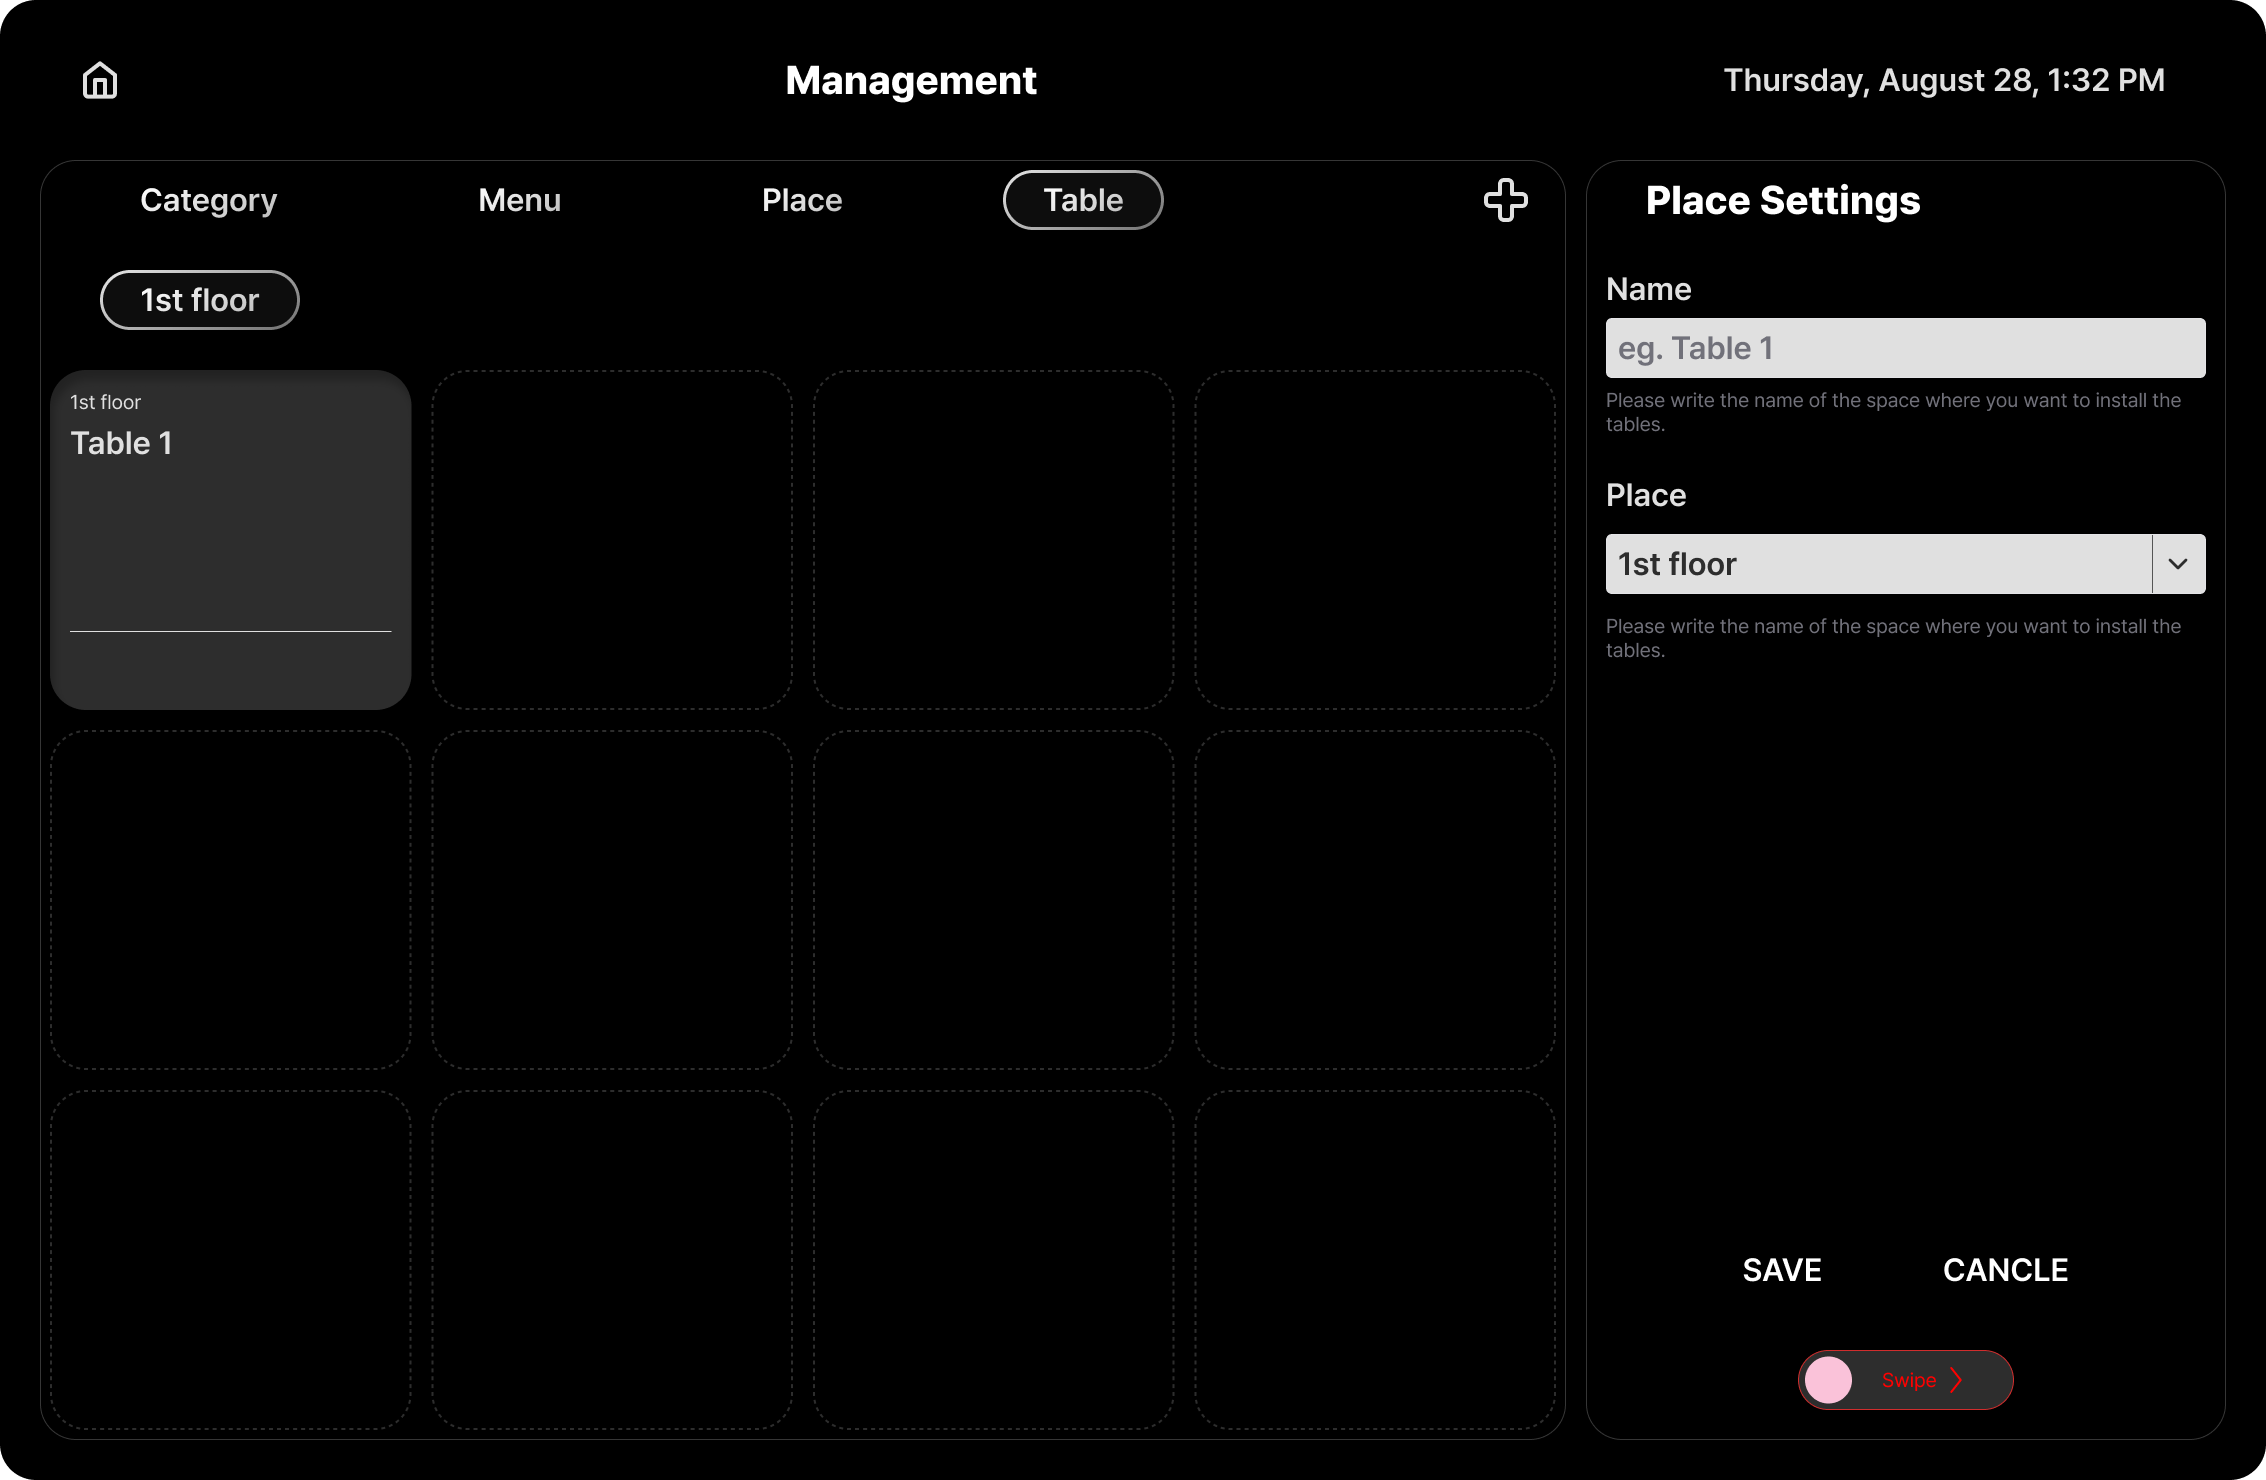 Management
Thursday, August 28, 1:32 PM
Category
Menu
Place
Table
1st floor
1st floor
Table 1
Place Settings
Name
eg. Table 1
Please write the name of the space where you want to install the
tables.
Place
1st floor
Please write the name of the space where you want to install the
tables.
SAVE
CANCLE
Swipe